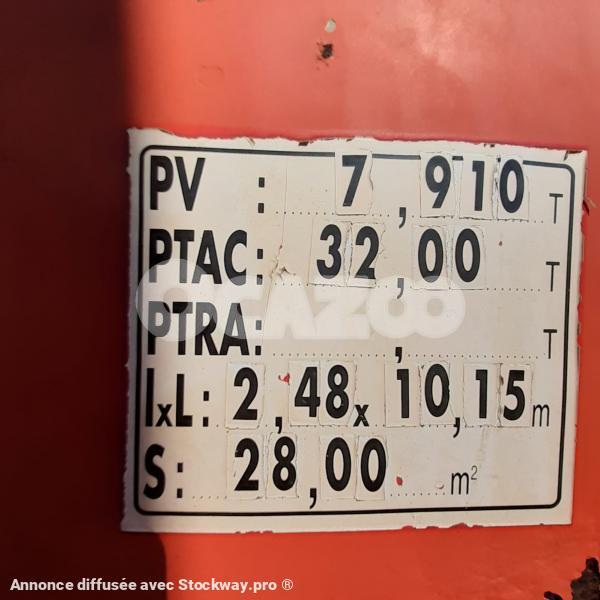 PV : 7,910 T
PTAC: 32,00 T
OCAZOO
PTRA: , T
lxL: 2,48x 10,15 m
S: 28,00 m²
Annonce diffusée avec Stockway.pro ®